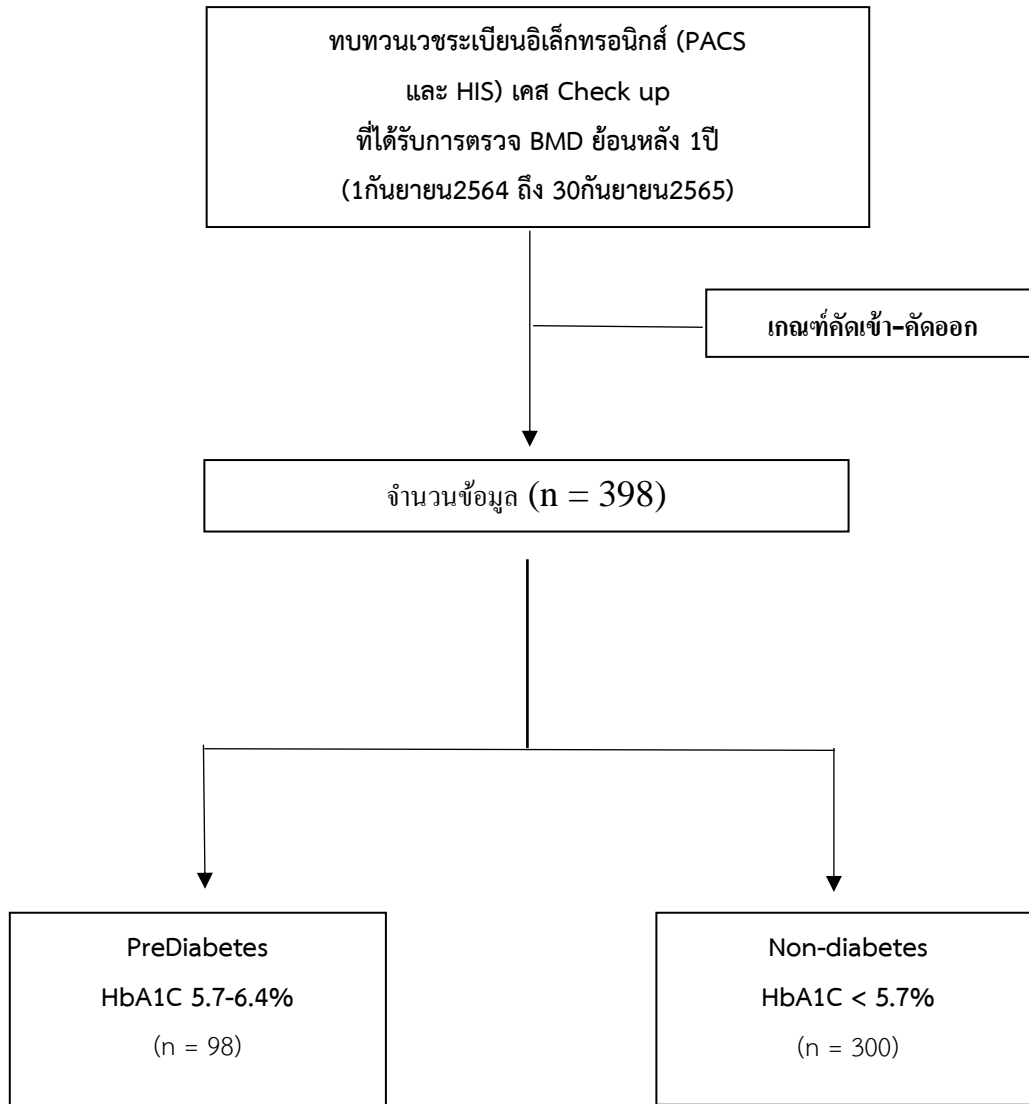 ทบทวนเวชระเบียนอิเล็กทรอนิกส์ (PACS
และ HIS) เคส Check up
ที่ได้รับการตรวจ BMD ย้อนหลัง 1ปี
(1กันยายน2564 ถึง 30กันยายน2565)
เกณฑ์คัดเข้า-คัดออก
จำนวนข้อมูล (n = 398)
PreDiabetes
HbA1C 5.7-6.4%
(n = 98)
Non-diabetes
HbA1C < 5.7%
(n = 300)